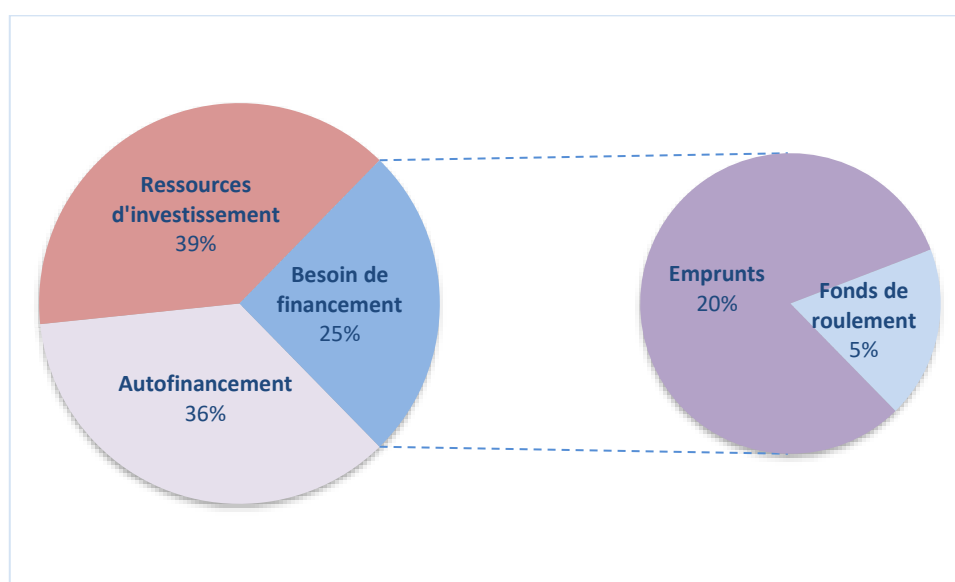 Ressources
d'investissement
39%
Besoin de
financement
25%
Autofinancement
36%
Emprunts
20%
Fonds de
roulement
5%